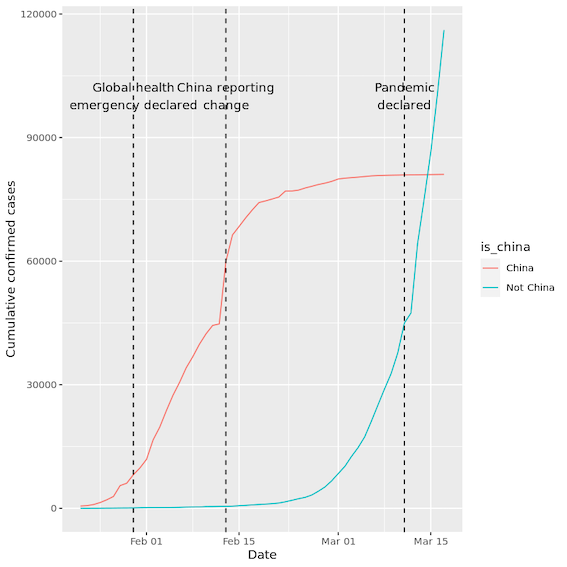 120000
90000
60000
30000
0
Cumulative confirmed cases
Global health
emergency declared
China reporting
change
Pandemic
declared
Feb 01
Feb 15
Mar 01
Mar 15
Date
is_china
China
Not China